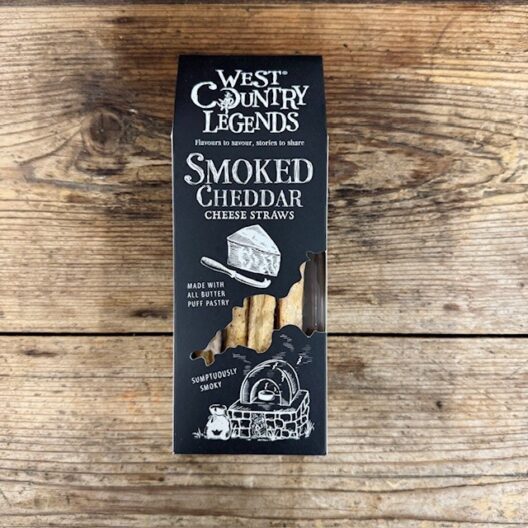 WEST®
COUNTRY
LEGENDS
Flavours to savour, stories to share
SMOKED
CHEDDAR
CHEESE STRAWS
MADE WITH
ALL BUTTER
PUFF PASTRY
SUMPTUOUSLY
SMOKY